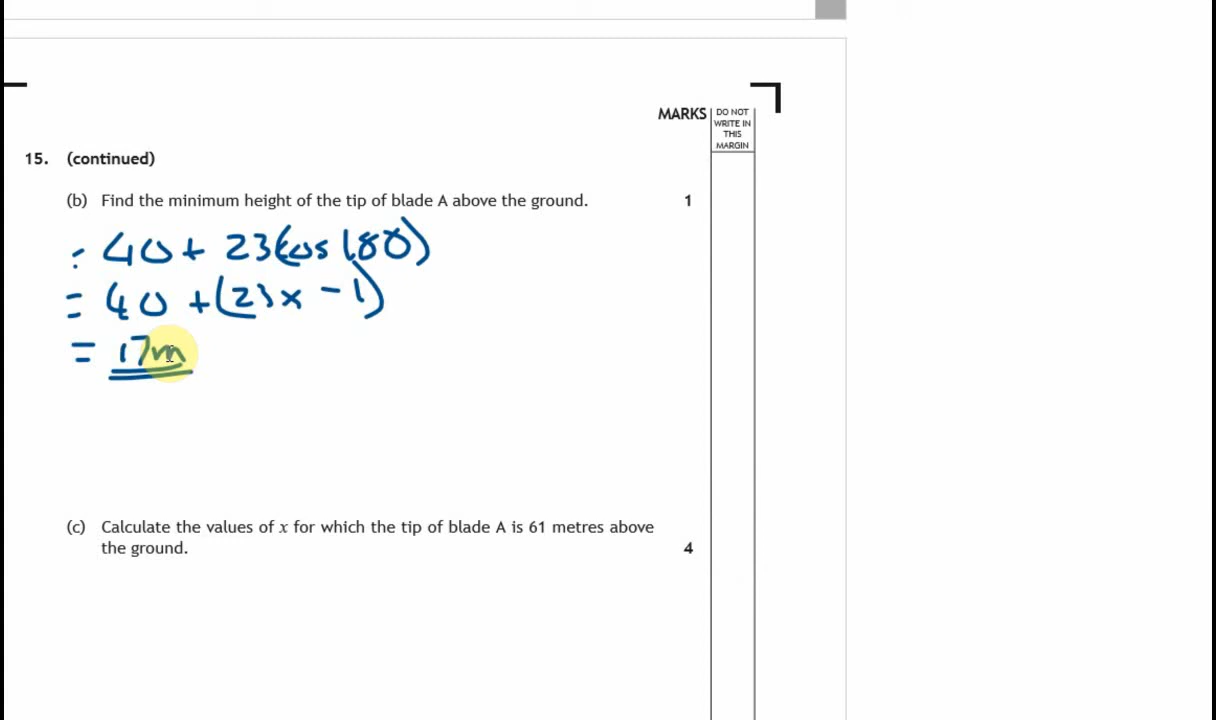 MARKS
DO NOT
WRITE IN
THIS
MARGIN
15. (continued)
(b) Find the minimum height of the tip of blade A above the ground. 1
= 40 + 23(cos 180)
= 40 + (23 x - 1)
= 17m
(c) Calculate the values of x for which the tip of blade A is 61 metres above
the ground. 4